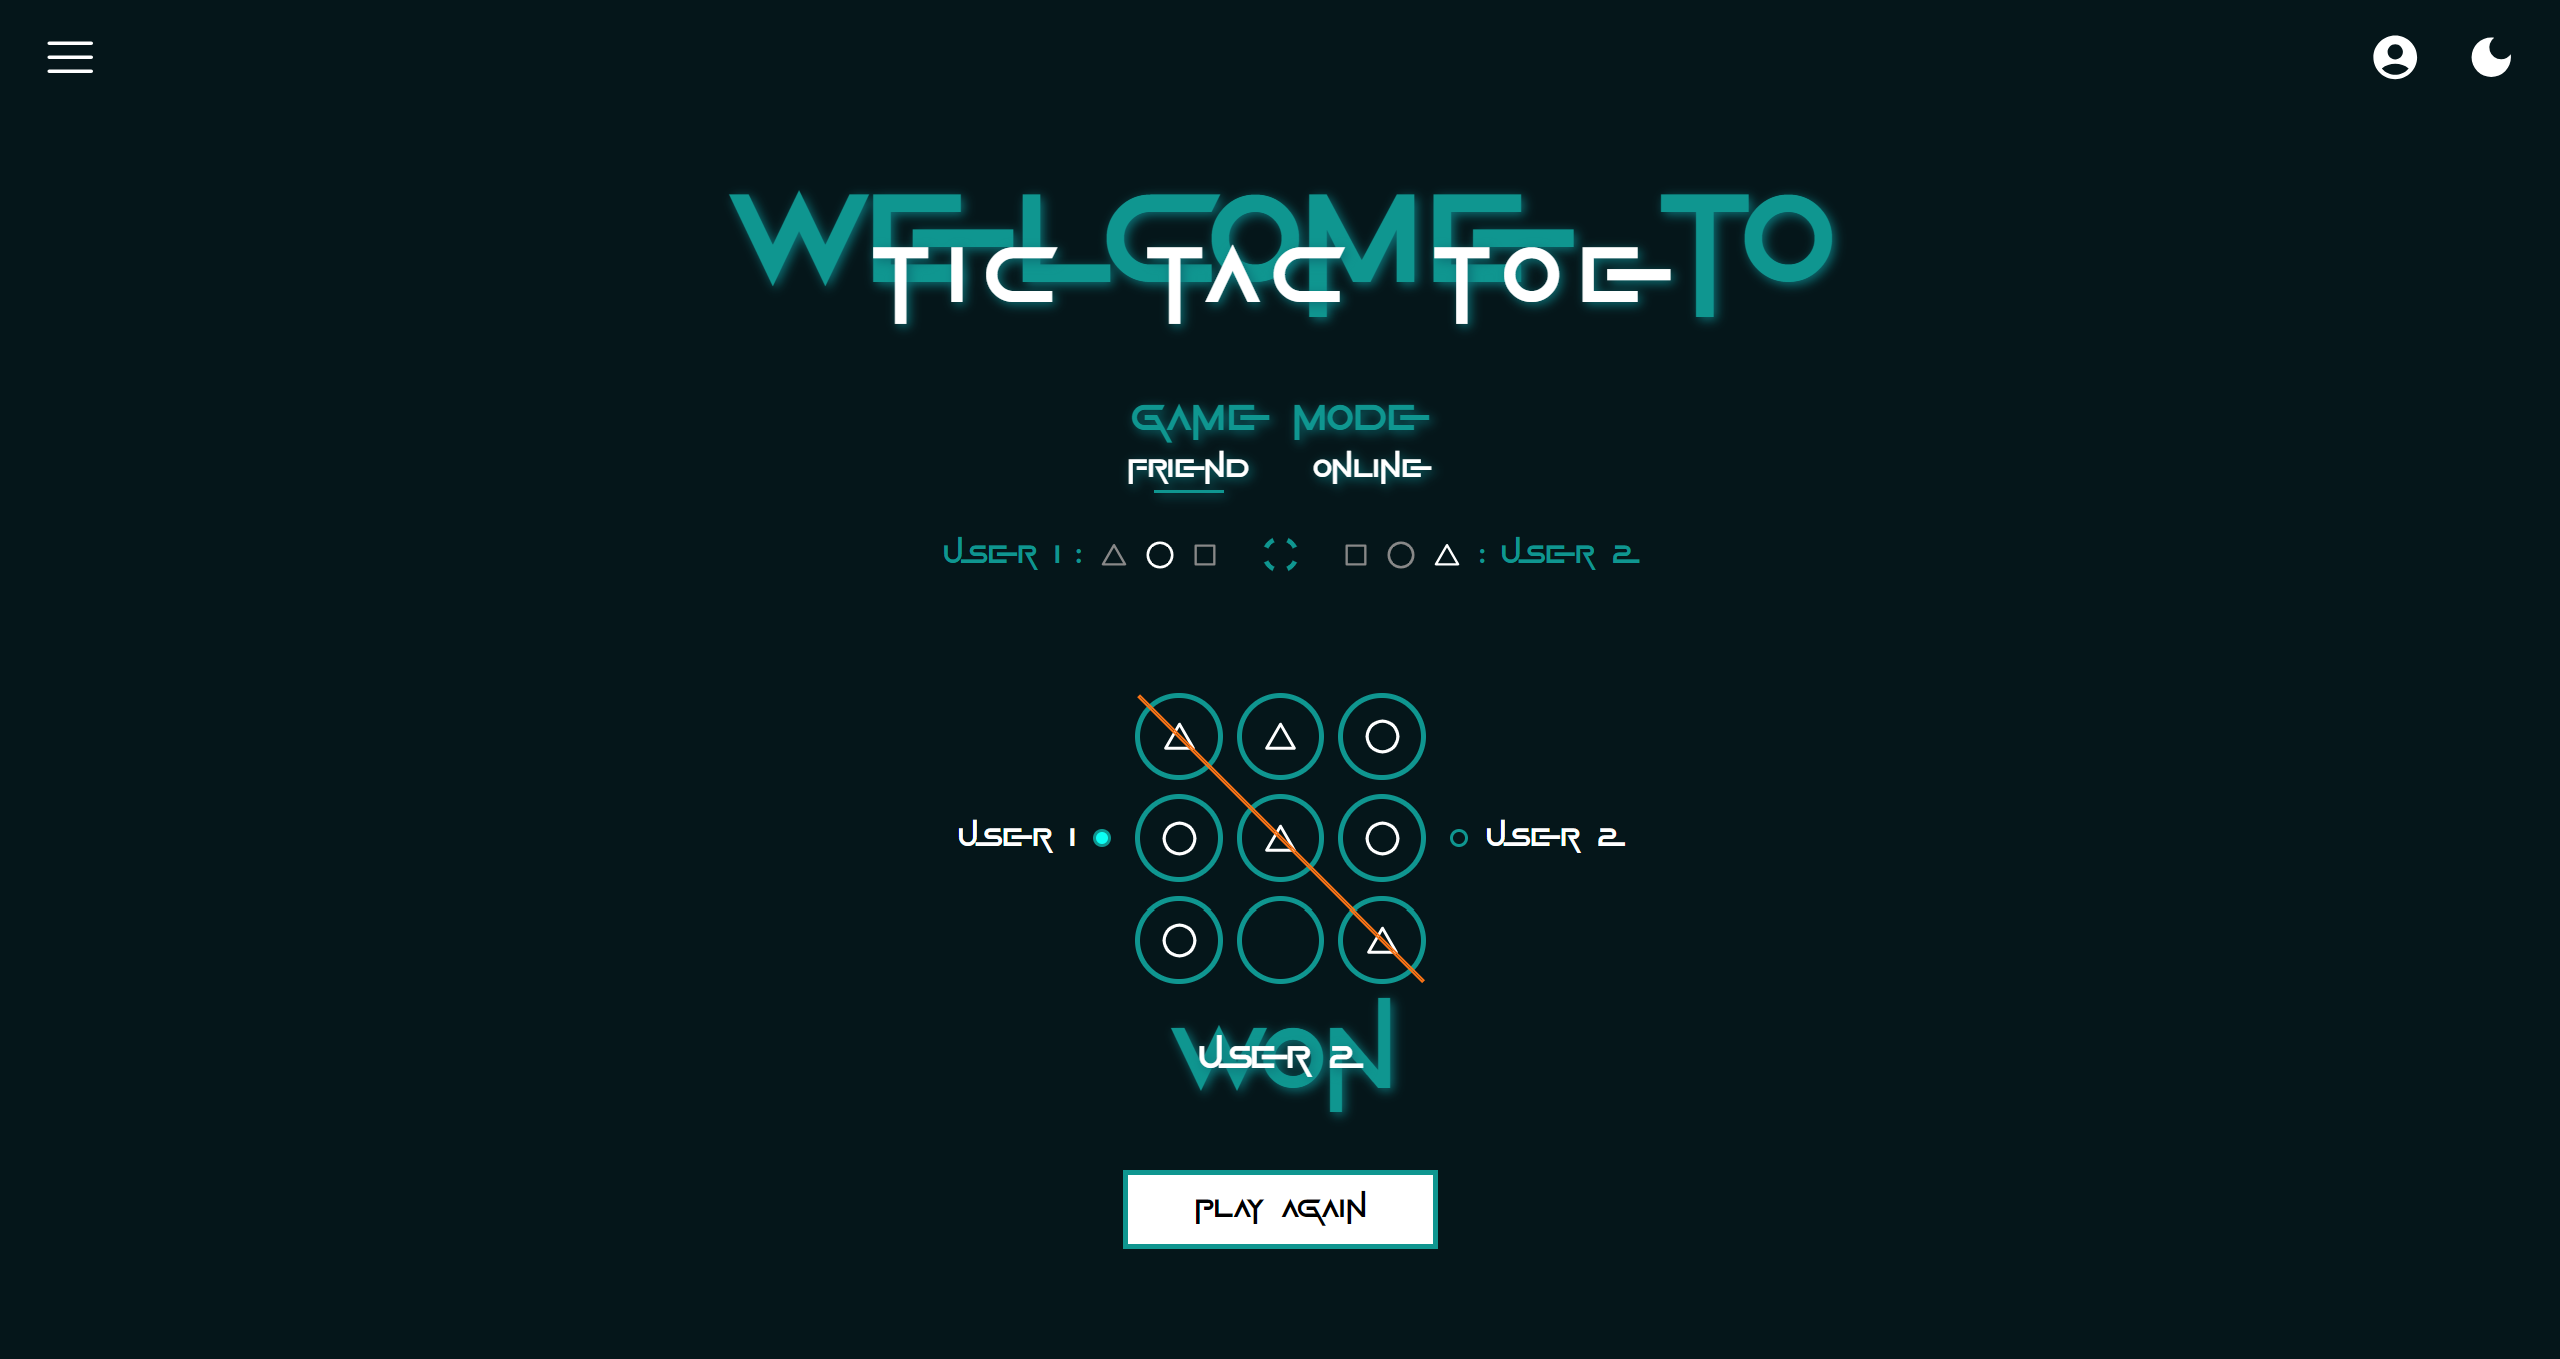 WELCOME TO
TIC TAC TOE
GAME MODE
FRIEND ONLINE
USER 1 : : USER 2
USER 1 USER 2
WON
USER 2
PLAY AGAIN